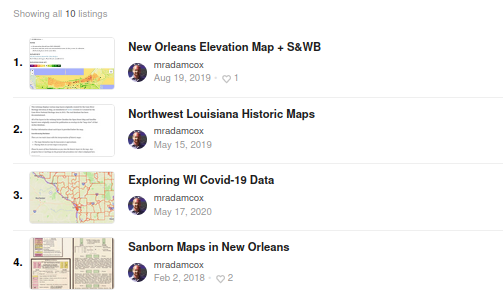 Showing all 10 listings
1.
New Orleans Elevation Map + S&WB
mradamcox
Aug 19, 2019 · ♡ 1
2.
Northwest Louisiana Historic Maps
mradamcox
May 15, 2019
3.
Exploring WI Covid-19 Data
mradamcox
May 17, 2020
4.
Sanborn Maps in New Orleans
mradamcox
Feb 2, 2018 · ♡ 2